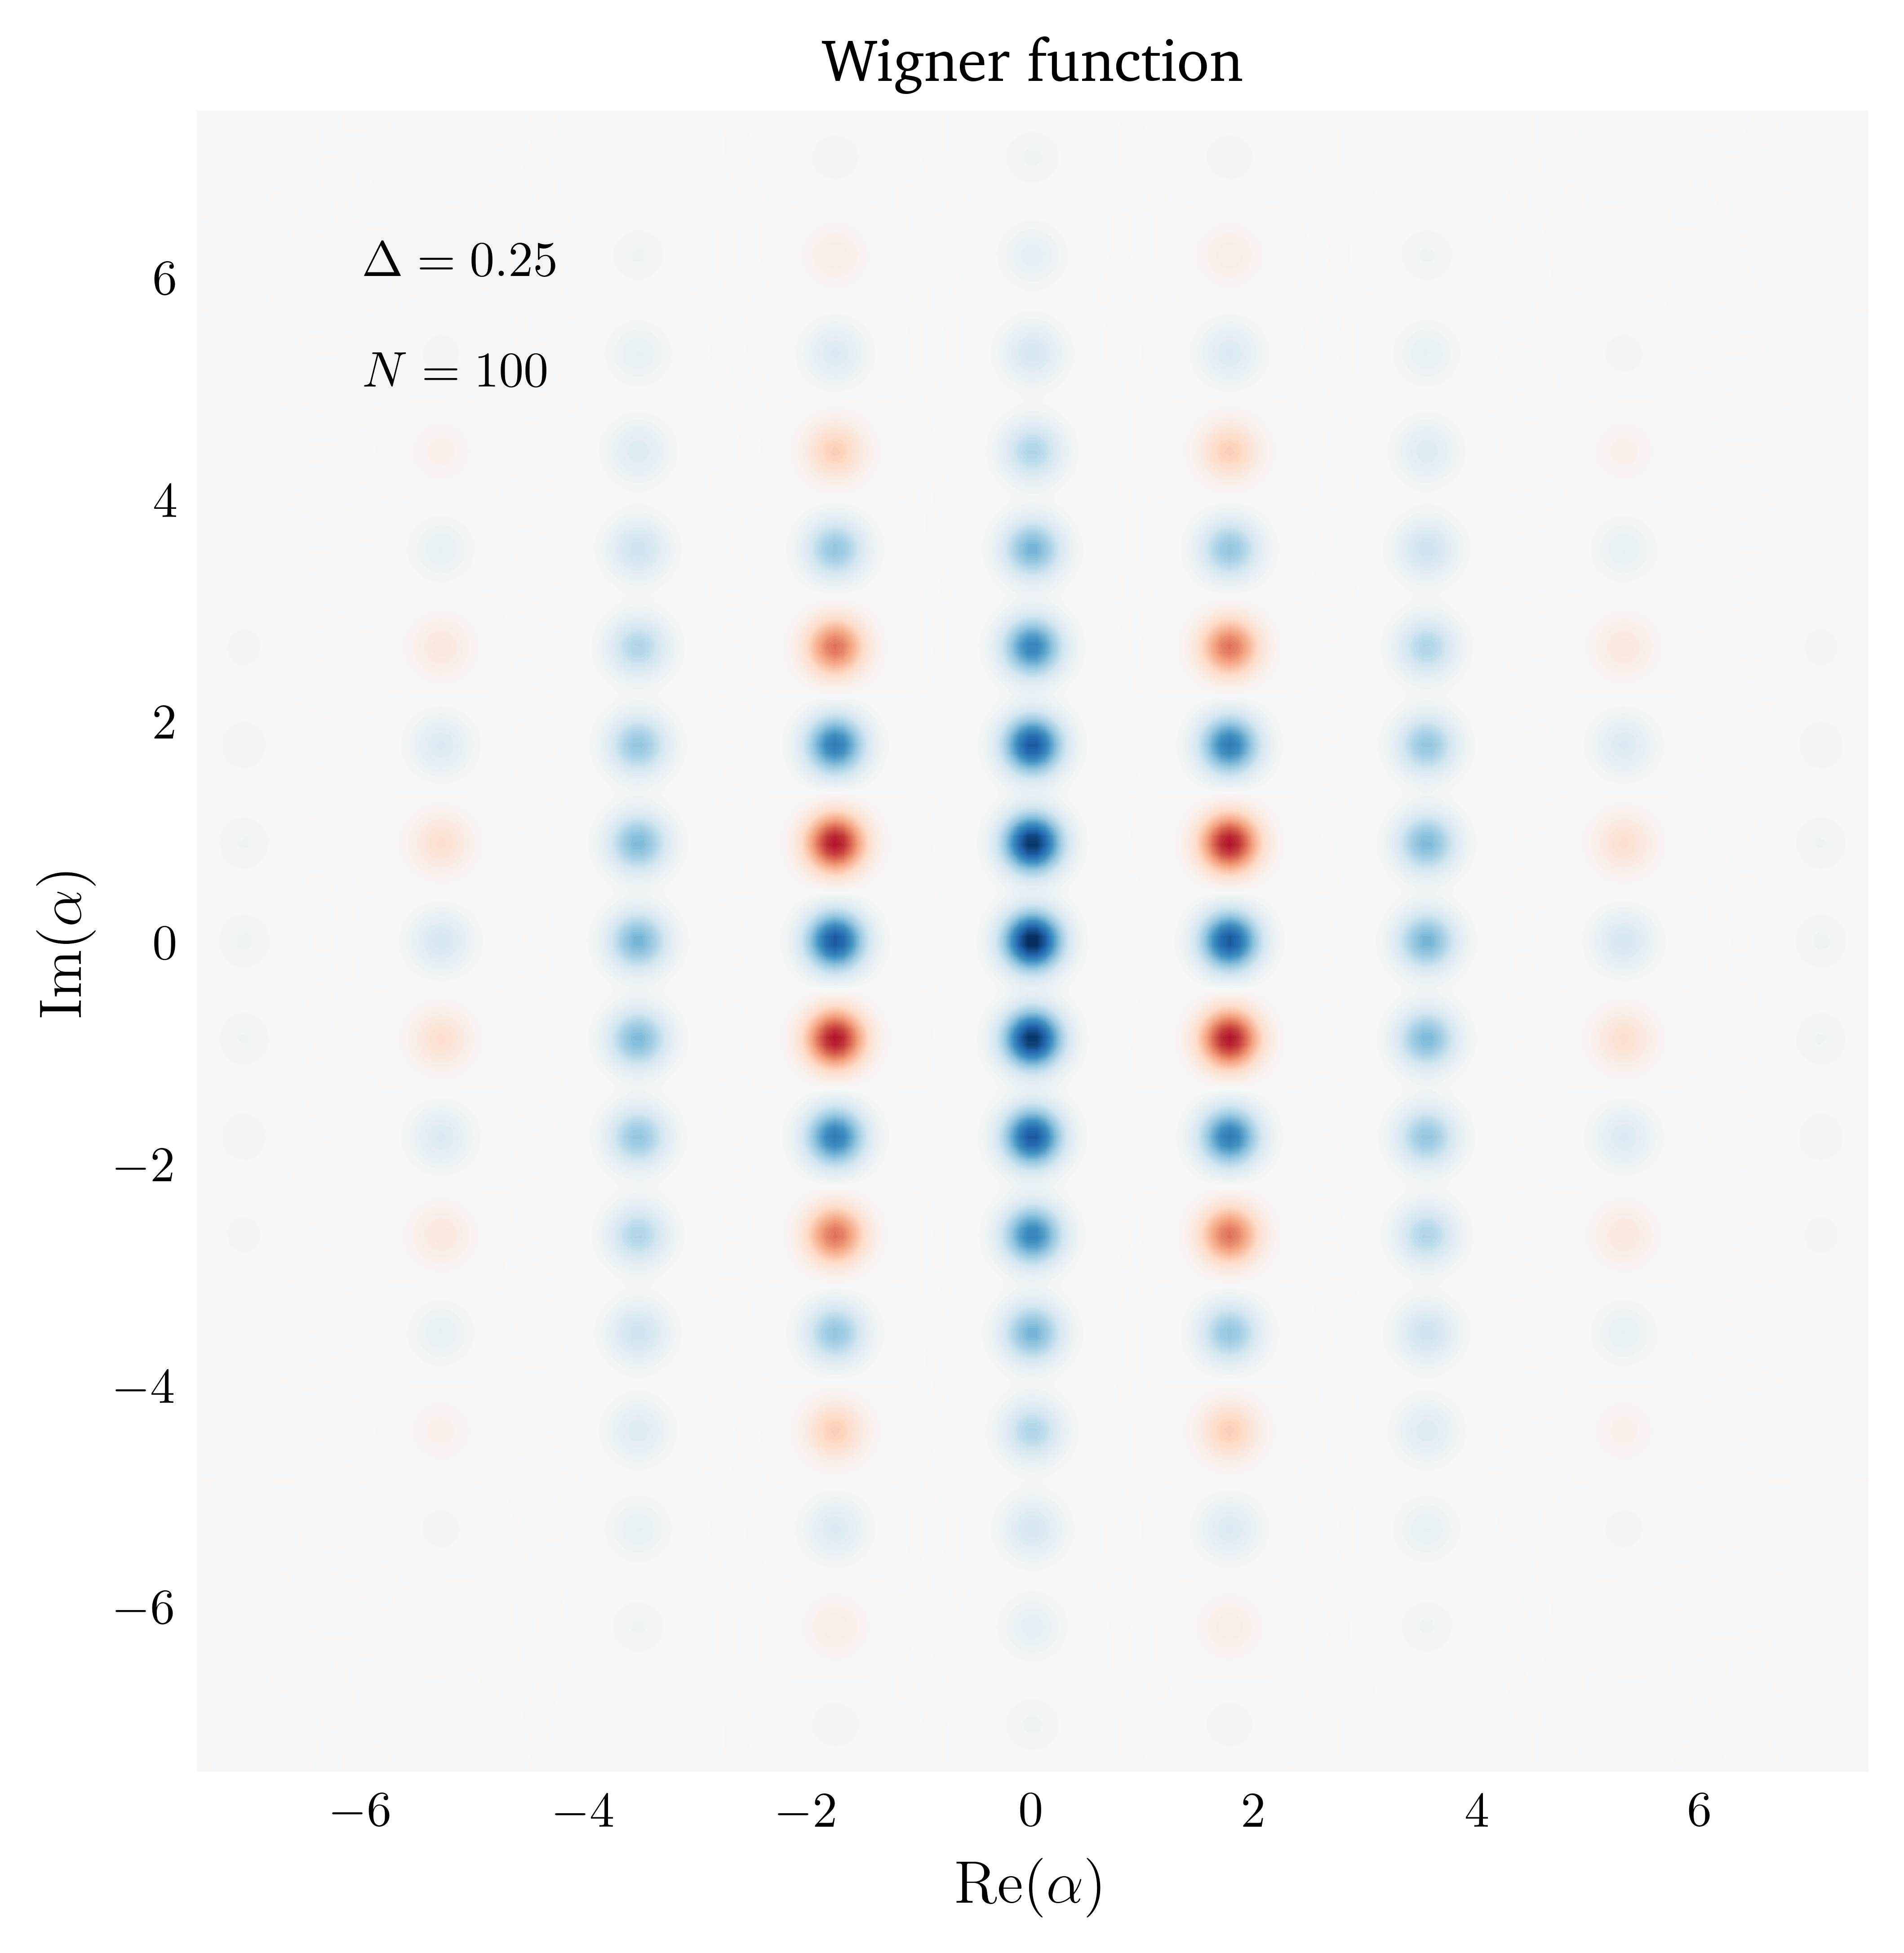 Wigner function
Δ = 0.25
N = 100
6
4
2
0
−2
−4
−6
Im(α)
−6 −4 −2 0 2 4 6
Re(α)